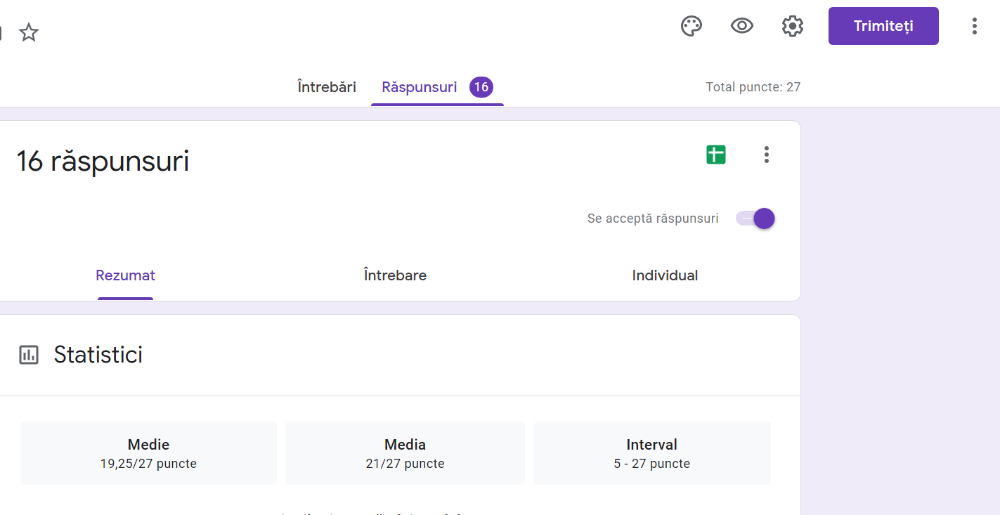 Trimiteți
Întrebări
Răspunsuri 16
Total puncte: 27
16 răspunsuri
Se acceptă răspunsuri
Rezumat
Întrebare
Individual
Statistici
Medie
19,25/27 puncte
Media
21/27 puncte
Interval
5 - 27 puncte